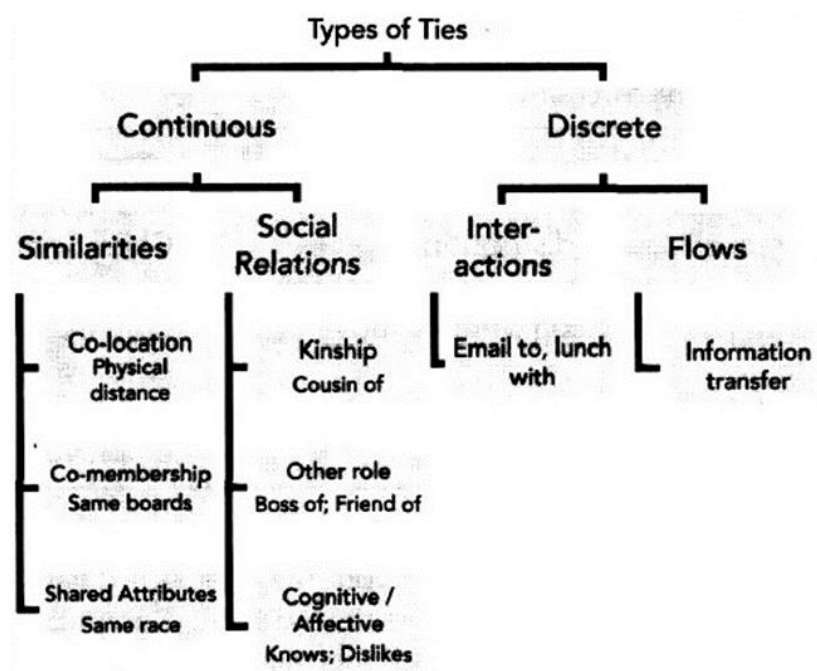 Types of Ties
Continuous
Discrete
Similarities
Social
Relations
Inter-
actions
Flows
Co-location
Physical
distance
Co-membership
Same boards
Shared Attributes
Same race
Kinship
Cousin of
Other role
Boss of; Friend of
Cognitive /
Affective
Knows; Dislikes
Email to, lunch
with
Information
transfer